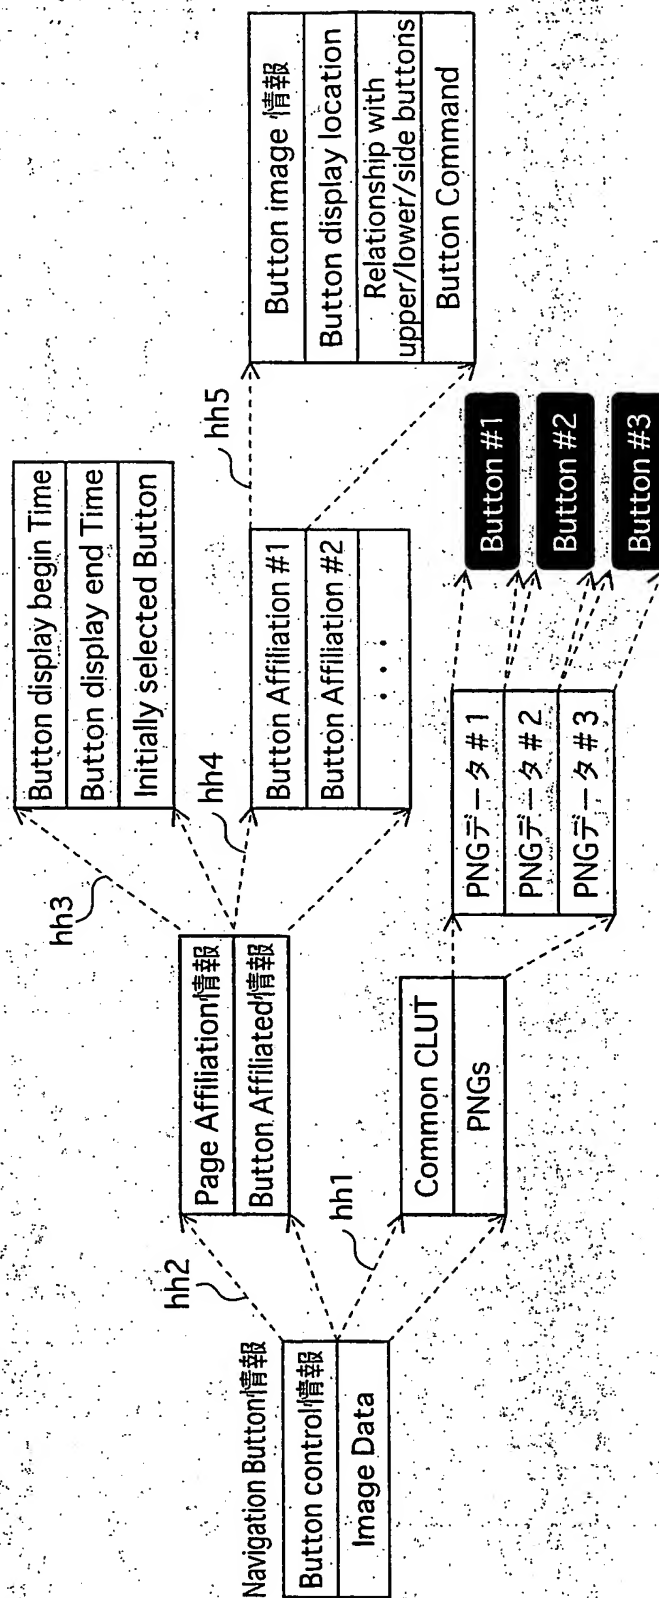 Navigation Button情報
Button control情報
Image Data
hh2
hh1
Page Affiliation情報
Button Affiliated情報
Common CLUT
PNGs
hh3
hh4
Button display begin Time
Button display end Time
Initially selected Button
Button Affiliation #1
Button Affiliation #2
...
PNGデータ#1
PNGデータ#2
PNGデータ#3
hh5
Button image 情報
Button display location
Relationship with
upper/lower/side buttons
Button Command
Button #1
Button #2
Button #3